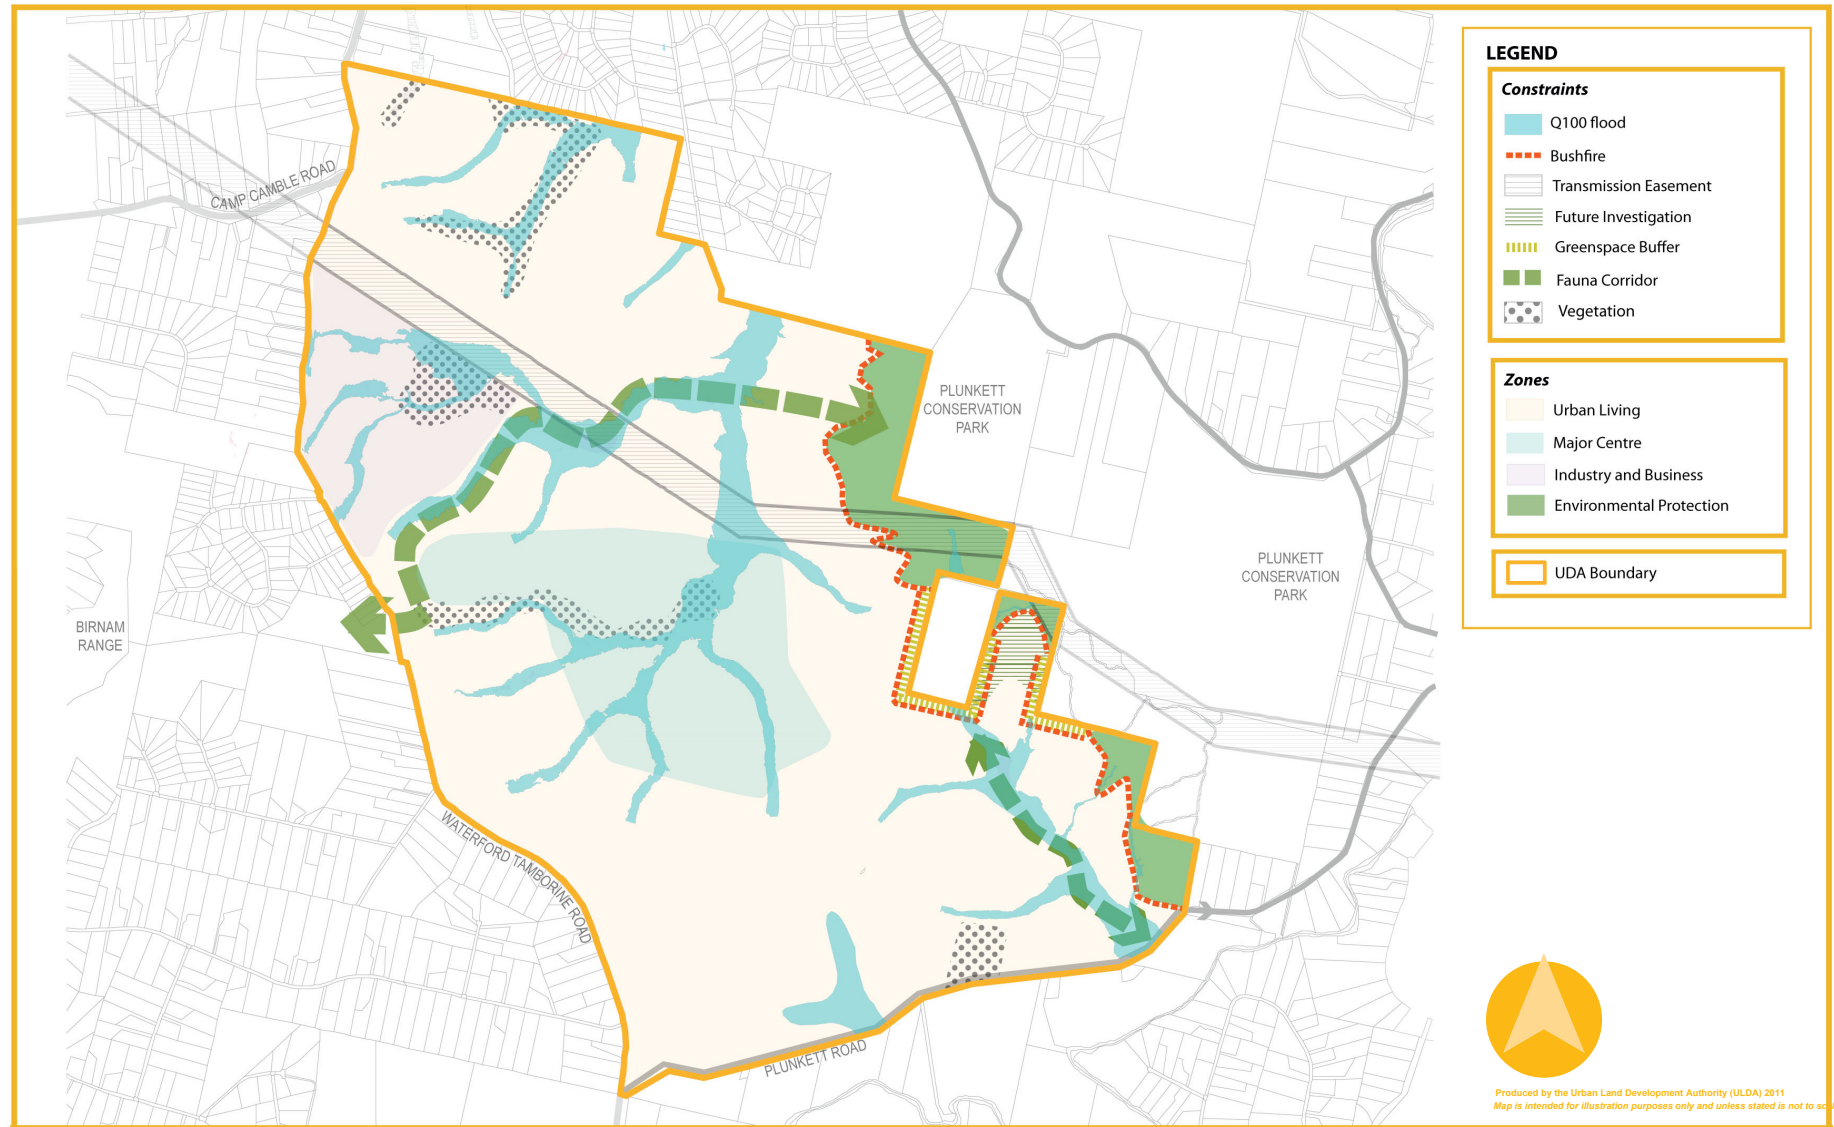 CAMP CAMBLE ROAD
PLUNKETT
CONSERVATION
PARK
PLUNKETT
CONSERVATION
PARK
BIRNAM
RANGE
WATERFORD TAMBORINE ROAD
PLUNKETT ROAD
LEGEND
Constraints
Q100 flood
Bushfire
Transmission Easement
Future Investigation
Greenspace Buffer
Fauna Corridor
Vegetation
Zones
Urban Living
Major Centre
Industry and Business
Environmental Protection
UDA Boundary
Produced by the Urban Land Development Authority (ULDA) 2011
Map is intended for illustration purposes only and unless stated is not to